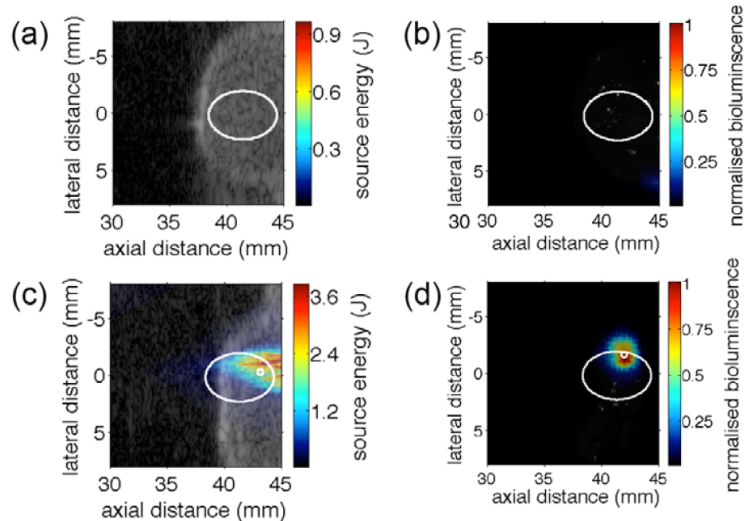 (a)
lateral distance (mm)
-5
0
5
30 35 40 45
axial distance (mm)
0.9
0.6
0.3
source energy (J)
(b)
lateral distance (mm)
-5
0
5
30 30 35 40 45
axial distance (mm)
1
0.75
0.5
0.25
normalised bioluminscence
(c)
lateral distance (mm)
-5
0
5
30 35 40 45
axial distance (mm)
3.6
2.4
1.2
source energy (J)
(d)
lateral distance (mm)
-5
0
5
30 35 40 45
axial distance (mm)
1
0.75
0.5
0.25
normalised bioluminscence